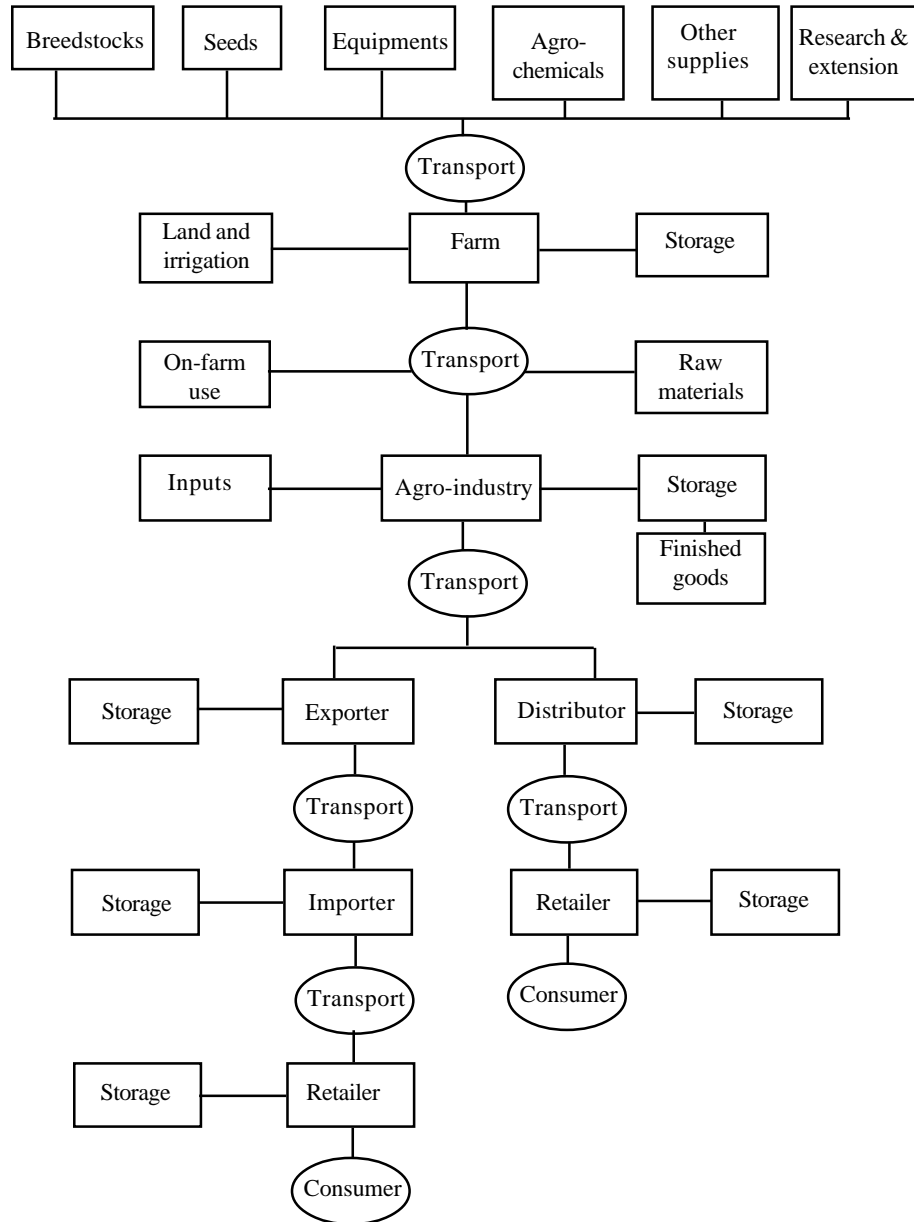 Breedstocks
Seeds
Equipments
Agro-
chemicals
Other
supplies
Research &
extension
Transport
Land and
irrigation
Farm
Storage
On-farm
use
Transport
Raw
materials
Inputs
Agro-industry
Storage
Finished
goods
Transport
Storage
Exporter
Distributor
Storage
Transport
Transport
Storage
Importer
Retailer
Storage
Transport
Consumer
Storage
Retailer
Consumer